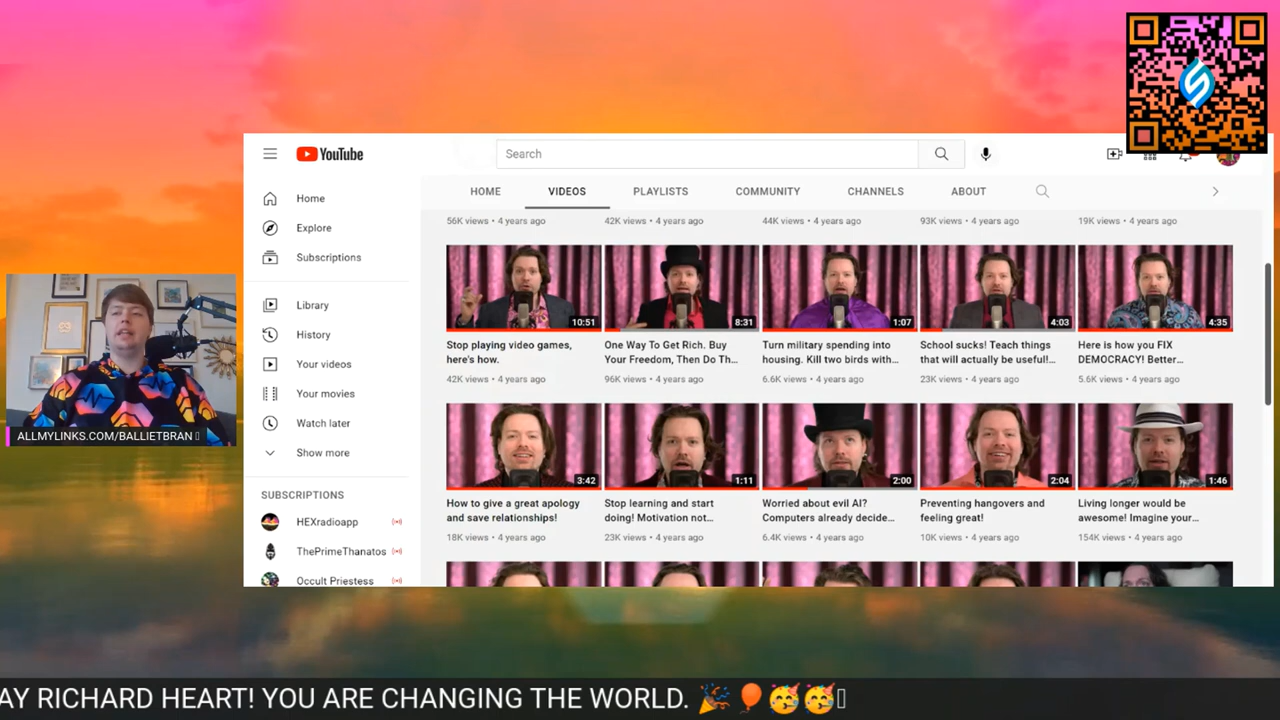 YouTube
Search
Home
Explore
Subscriptions
Library
History
Your videos
Your movies
Watch later
Show more
SUBSCRIPTIONS
HEXradioapp
ThePrimeThanatos
Occult Priestess
HOME VIDEOS PLAYLISTS COMMUNITY CHANNELS ABOUT
56K views • 4 years ago
42K views • 4 years ago
44K views • 4 years ago
93K views • 4 years ago
19K views • 4 years ago
10:51
8:31
1:07
4:03
4:35
Stop playing video games,
here's how.
42K views • 4 years ago
One Way To Get Rich. Buy
Your Freedom, Then Do Th...
96K views • 4 years ago
Turn military spending into
housing. Kill two birds with...
6.6K views • 4 years ago
School sucks! Teach things
that will actually be useful!...
23K views • 4 years ago
Here is how you FIX
DEMOCRACY! Better...
5.6K views • 4 years ago
3:42
1:11
2:00
2:04
1:46
How to give a great apology
and save relationships!
18K views • 4 years ago
Stop learning and start
doing! Motivation not...
23K views • 4 years ago
Worried about evil AI?
Computers already decide...
6.4K views • 4 years ago
Preventing hangovers and
feeling great!
10K views • 4 years ago
Living longer would be
awesome! Imagine your...
154K views • 4 years ago
ALLMYLINKS.COM/BALLIETBRAN
AY RICHARD HEART! YOU ARE CHANGING THE WORLD. 🎉🎈🥳🥳